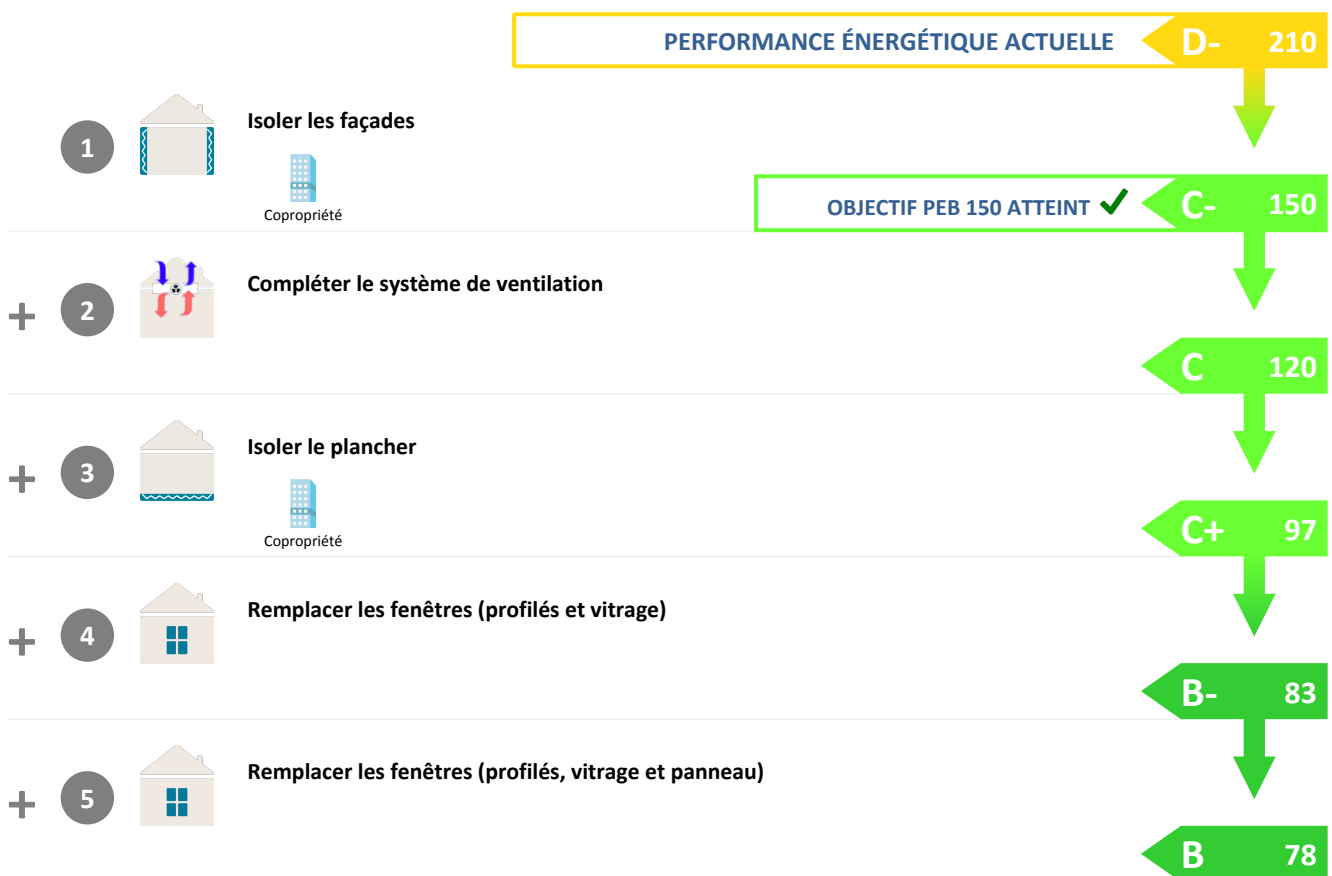 PERFORMANCE ÉNERGÉTIQUE ACTUELLE D- 210
1 Isoler les façades
Copropriété
OBJECTIF PEB 150 ATTEINT C- 150
+ 2 Compléter le système de ventilation
C 120
+ 3 Isoler le plancher
Copropriété
C+ 97
+ 4 Remplacer les fenêtres (profilés et vitrage)
B- 83
+ 5 Remplacer les fenêtres (profilés, vitrage et panneau)
B 78